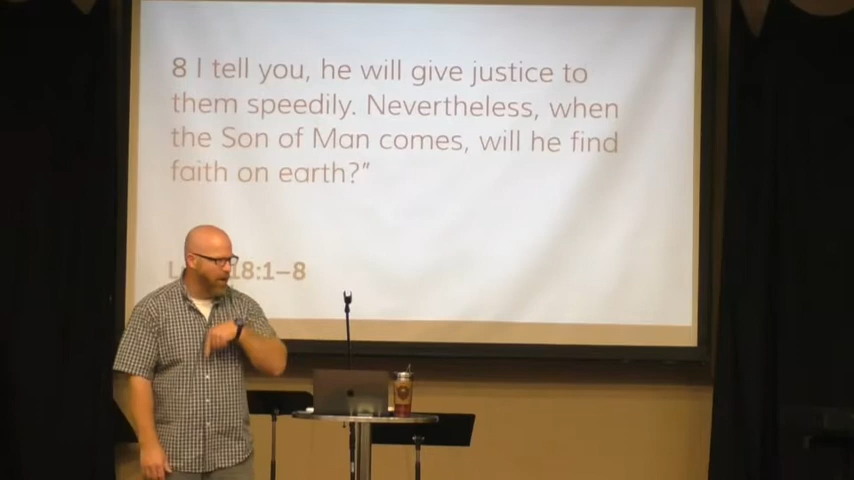 8 I tell you, he will give justice to
them speedily. Nevertheless, when
the Son of Man comes, will he find
faith on earth?”
18:1–8